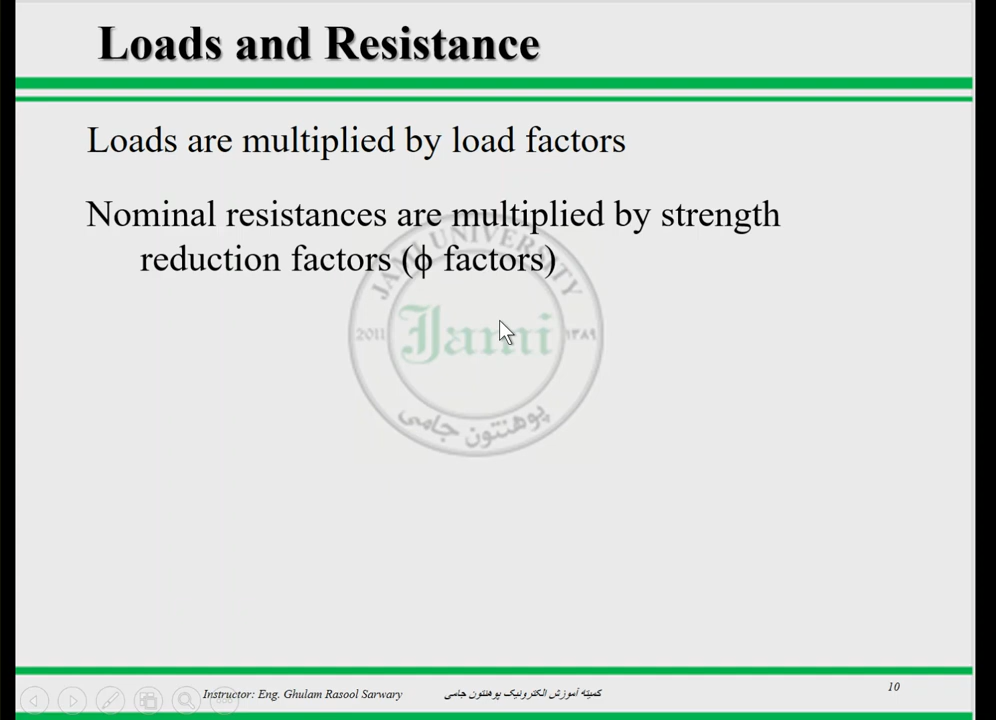 Loads and Resistance
Loads are multiplied by load factors
Nominal resistances are multiplied by strength
reduction factors (ϕ factors)
JAMI UNIVERSITY
2011
Jami
۱۳۸۹
پوهنتون جامی
Instructor: Eng. Ghulam Rasool Sarwary
کمیته آموزش الکترونیک پوهنتون جامی
10